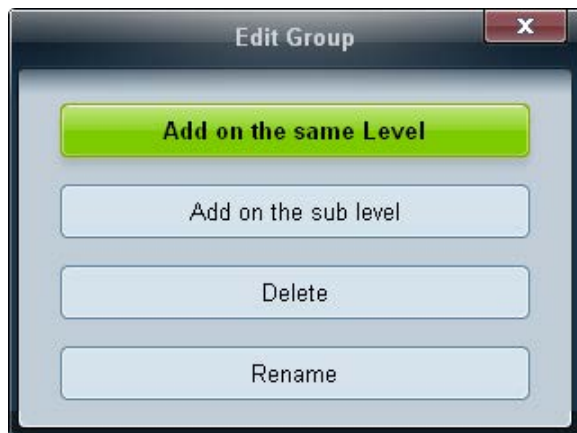 Edit Group
x
Add on the same Level
Add on the sub level
Delete
Rename